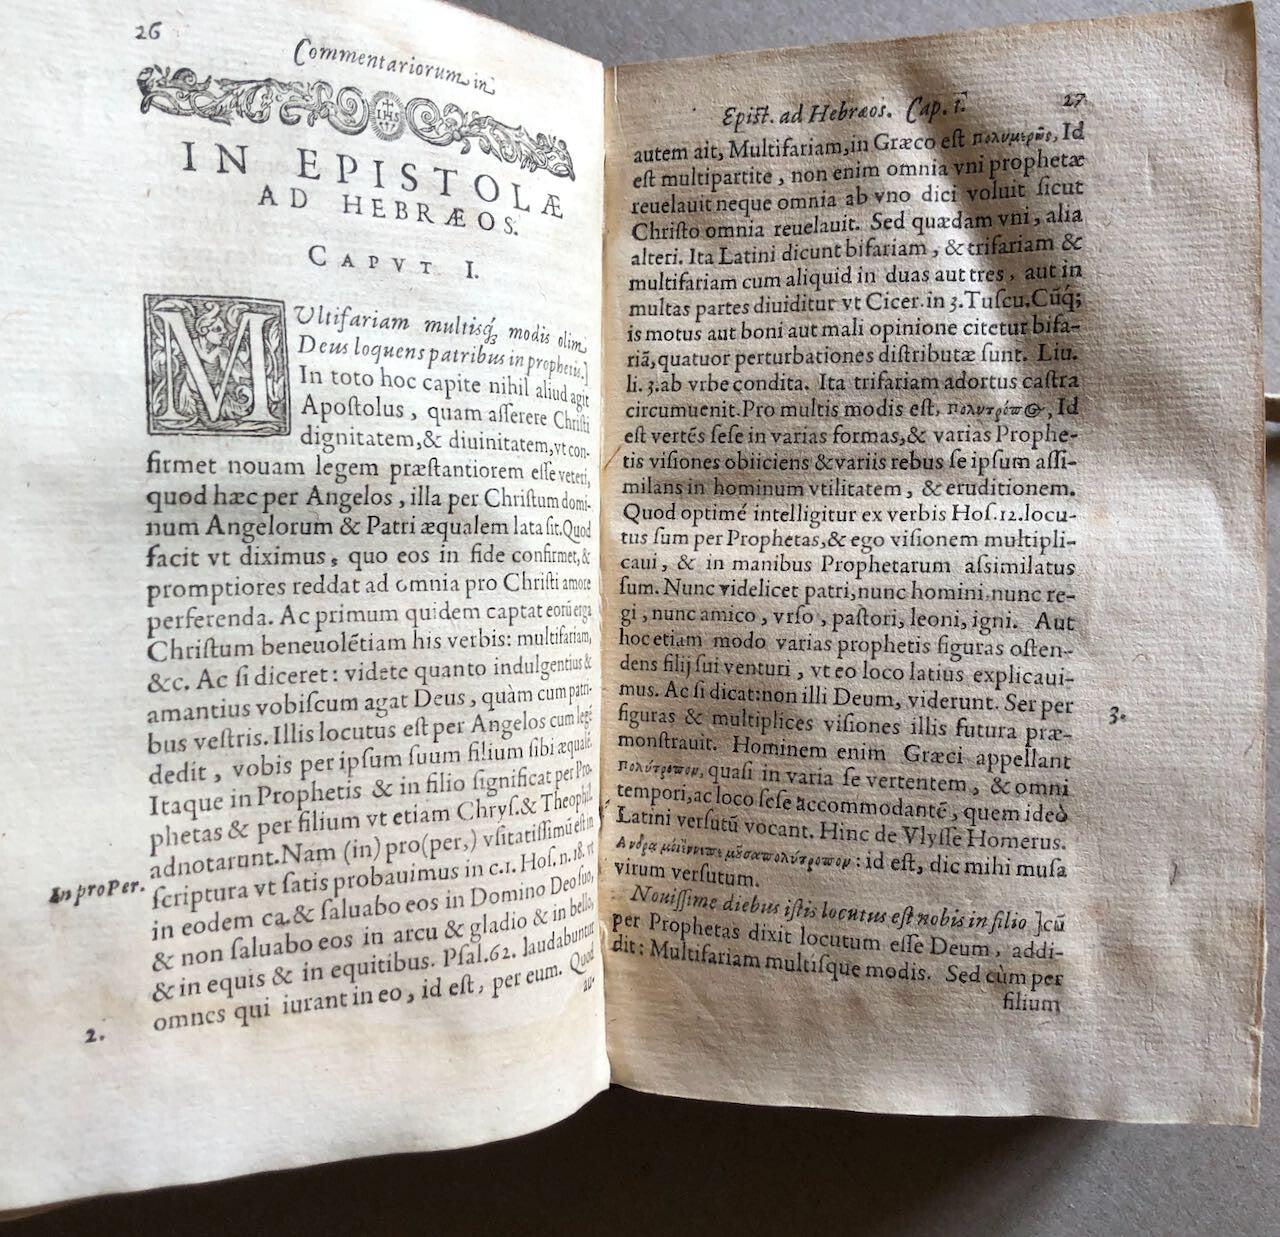 26
Commentariorum in
IHS
IN EPISTOLÆ
AD HEBRÆOS.
CAPVT I.
MVltifariam multisq́; modis olim
Deus loquens patribus in prophetis.]
In toto hoc capite nihil aliud agit
Apoſtolus, quam aſſerere Chriſti
dignitatem, & diuinitatem, vt con-
firmet nouam legem præſtantiorem eſſe veteri,
quod hæc per Angelos, illa per Chriſtum domi-
num Angelorum & Patri æqualem lata ſit. Quod
facit vt diximus, quo eos in fide confirmet, &
promptiores reddat ad omnia pro Chriſti amore
perferenda. Ac primum quidem captat eorũ erga
Chriſtum beneuolẽtiam his verbis: multifariam,
&c. Ac ſi diceret: videte quanto indulgentius &
amantius vobiſcum agat Deus, quàm cum patri-
bus veſtris. Illis locutus eſt per Angelos cum legẽ
dedit, vobis per ipſum ſuum filium ſibi æqualẽ.
Itaque in Prophetis & in filio ſignificat per Pro-
phetas & per filium vt etiam Chryſ. & Theophil.
adnotarunt. Nam (in) pro (per,) vſitatiſſimũ eſt in
In pro Per.
ſcriptura vt ſatis probauimus in c.1. Hoſ. n. 18. vt
in eodem ca. & ſaluabo eos in Domino Deo ſuo,
& non ſaluabo eos in arcu & gladio & in bello,
& in equis & in equitibus. Pſal. 62. laudabuntur
omnes qui iurant in eo, id eſt, per eum. Quod
2.
au-
Epiſt. ad Hebræos. Cap. 1. 27
autem ait, Multifariam, in Græco eſt πολυμερῶς, Id
eſt multipartite, non enim omnia vni prophetæ
reuelauit neque omnia ab vno dici voluit ſicut
Chriſto omnia reuelauit. Sed quædam vni, alia
alteri. Ita Latini dicunt bifariam, & trifariam &
multifariam cum aliquid in duas aut tres, aut in
multas partes diuiditur vt Cicer. in 3. Tuſcu. Cũq́;
is motus aut boni aut mali opinione citetur bifa-
riã, quatuor perturbationes diſtributæ ſunt. Liu.
li. 3. ab vrbe condita. Ita trifariam adortus caſtra
circumuenit. Pro multis modis eſt, πολυτρόπως, Id
eſt vertẽs ſeſe in varias formas, & varias Prophe-
tis viſiones obiiciens & variis rebus ſe ipſum aſſi-
milans in hominum vtilitatem, & eruditionem.
Quod optimé intelligitur ex verbis Hoſ. 12. locu-
tus ſum per Prophetas, & ego viſionem multipli-
caui, & in manibus Prophetarum aſsimilatus
ſum. Nunc videlicet patri, nunc homini, nunc re-
gi, nunc amico, vrſo, paſtori, leoni, igni. Aut
hoc etiam modo varias prophetis figuras oſten-
dens filij ſui venturi, vt eo loco latius explicaui-
mus. Ac ſi dicat: non illi Deum, viderunt. Ser per
3.
figuras & multiplices viſiones illis futura præ-
monſtrauit. Hominem enim Græci appellant
πολύτροπον, quaſi in varia ſe vertentem, & omni
tempori, ac loco ſeſe accommodantẽ, quem ideò
Latini verſutũ vocant. Hinc de Vlyſſe Homerus.
Ανδρα μοι ἔννεπε μοῦσα πολύτροπον: id eſt, dic mihi muſa
virum verſutum.
Nouiſſime diebus iſtis locutus eſt nobis in filio ] cũ
per Prophetas dixit locutum eſſe Deum, addi-
dit: Multifariam multiſque modis. Sed cùm per
filium